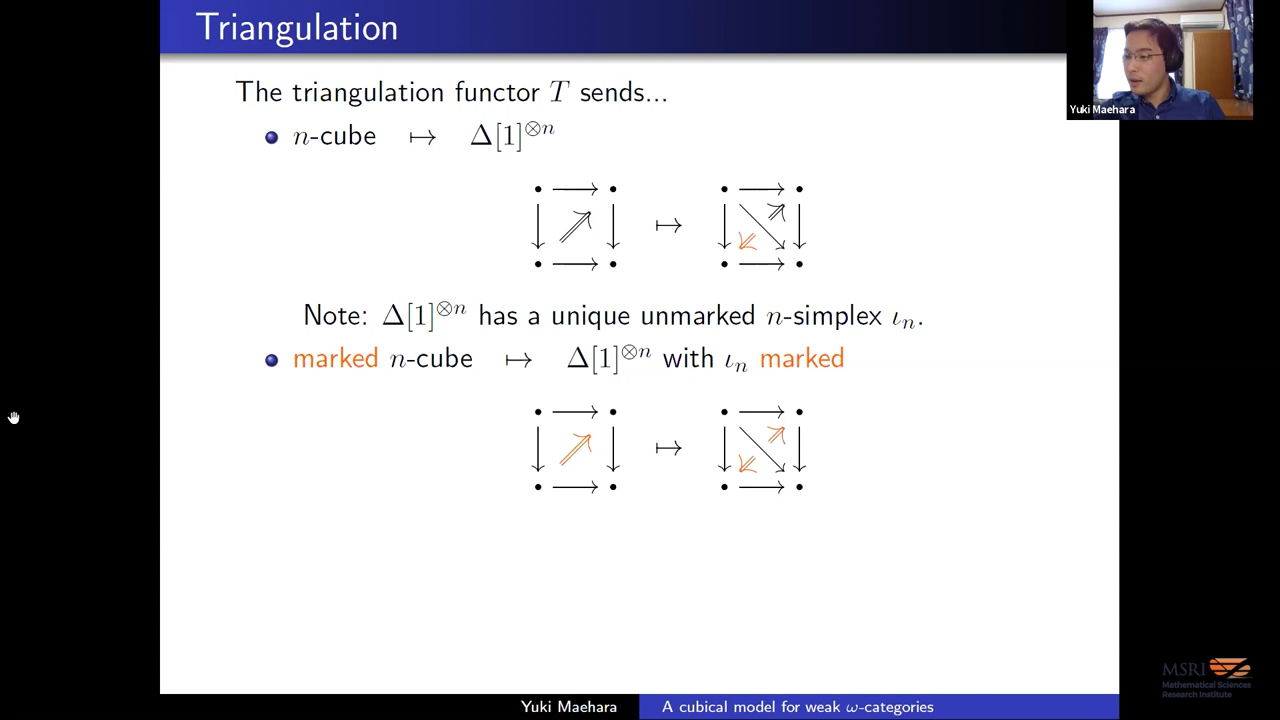 Triangulation
The triangulation functor T sends...
n-cube ↦ Δ[1]^{⊗n}
↦
Note: Δ[1]^{⊗n} has a unique unmarked n-simplex ι_n.
marked n-cube ↦ Δ[1]^{⊗n} with ι_n marked
↦
Yuki Maehara
A cubical model for weak ω-categories
Yuki Maehara
MSRI
Mathematical Sciences
Research Institute